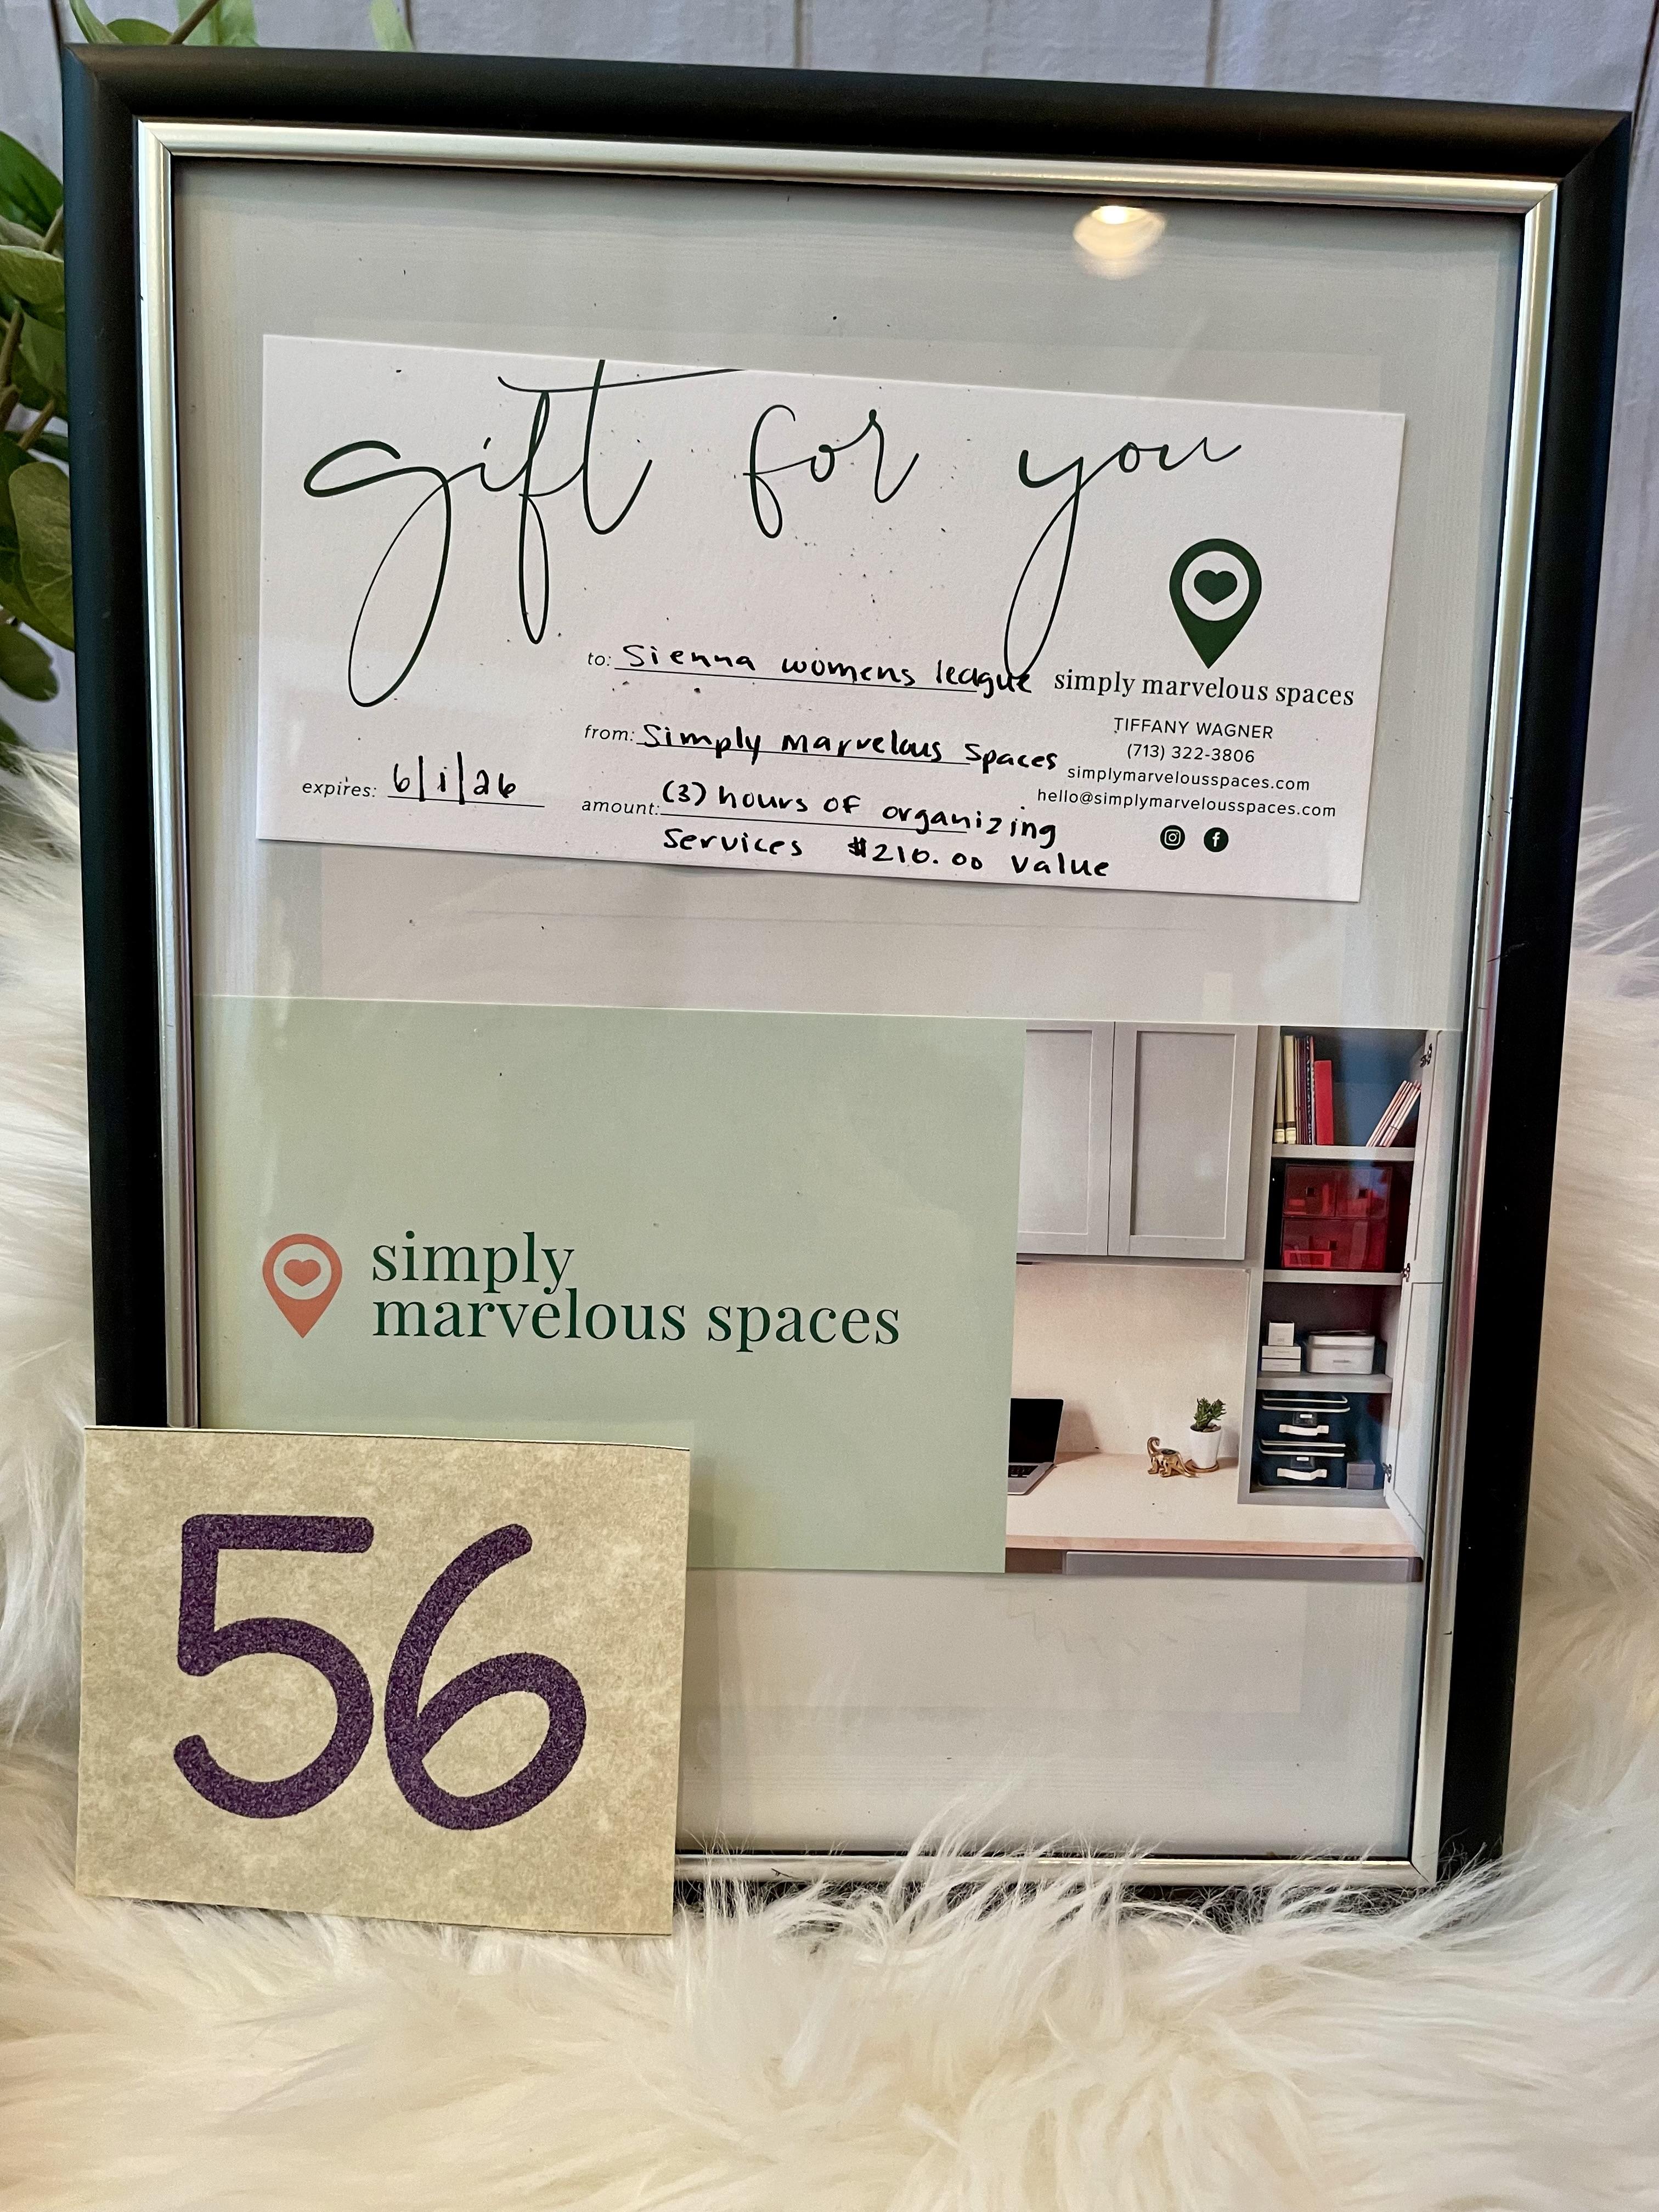 gift for you
to: Sienna womens league
from: Simply Marvelous Spaces
expires: 6/1/26
amount: (3) hours of organizing
Services $210.00 value
simply marvelous spaces
TIFFANY WAGNER
(713) 322-3806
simplymarvelousspaces.com
hello@simplymarvelousspaces.com
simply
marvelous spaces
56